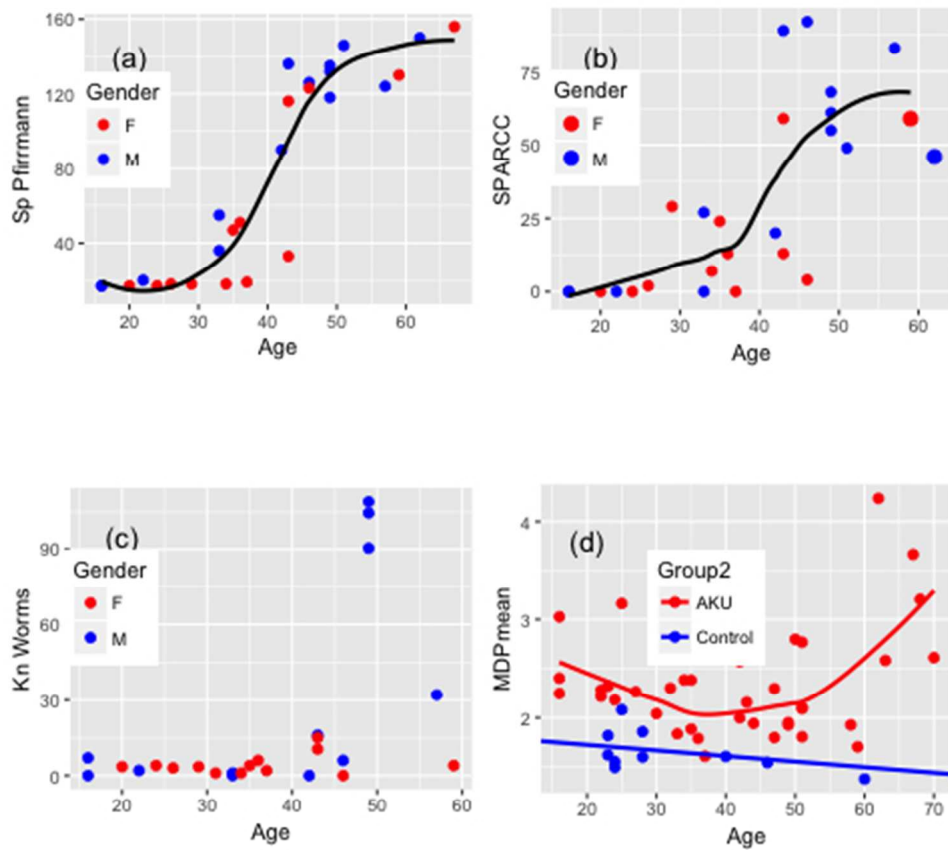 160
120
80
40
(a)
Gender
F
M
Sp Pfirrmann
20 30 40 50 60
Age
75
50
25
0
(b)
Gender
F
M
SPARCC
20 30 40 50 60
Age
90
60
30
0
(c)
Gender
F
M
Kn Worms
20 30 40 50 60
Age
4
3
2
(d)
Group2
AKU
Control
MDPmean
20 30 40 50 60 70
Age